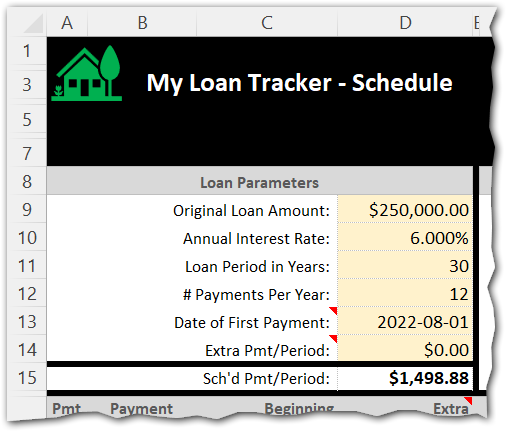 A B C D E
1
3 My Loan Tracker - Schedule
5
7
8 Loan Parameters
9 Original Loan Amount: $250,000.00
10 Annual Interest Rate: 6.000%
11 Loan Period in Years: 30
12 # Payments Per Year: 12
13 Date of First Payment: 2022-08-01
14 Extra Pmt/Period: $0.00
15 Sch'd Pmt/Period: $1,498.88
Pmt Payment Beginning Extra